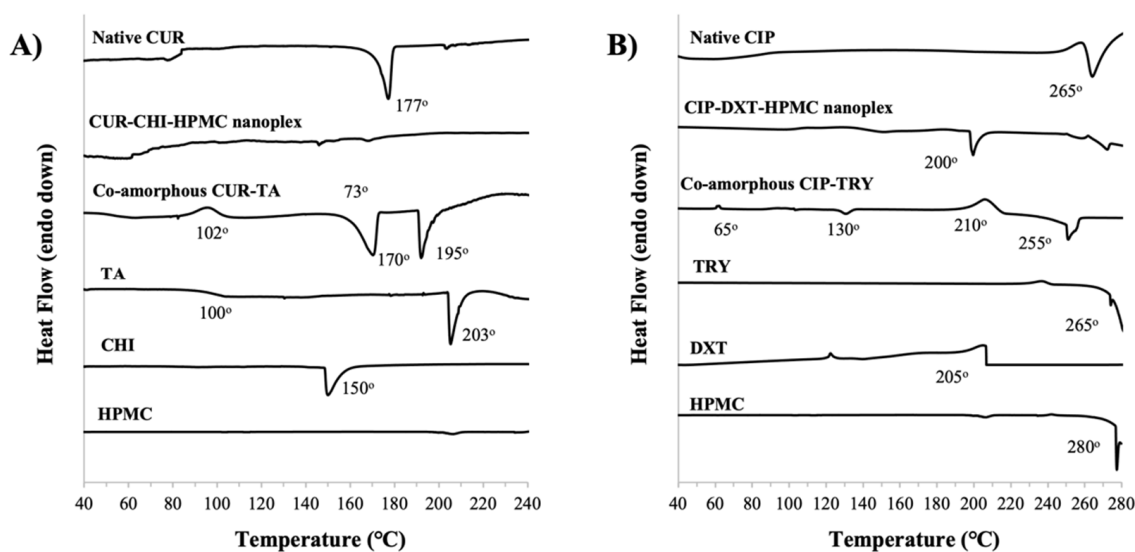 A)
Heat Flow (endo down)
Native CUR
177°
CUR-CHI-HPMC nanoplex
Co-amorphous CUR-TA
73°
102°
170°
195°
TA
100°
203°
CHI
150°
HPMC
40 60 80 100 120 140 160 180 200 220 240
Temperature (℃)
B)
Heat Flow (endo down)
Native CIP
265°
CIP-DXT-HPMC nanoplex
200°
Co-amorphous CIP-TRY
65°
130°
210°
255°
TRY
265°
DXT
205°
HPMC
280°
40 60 80 100 120 140 160 180 200 220 240 260 280
Temperature (℃)